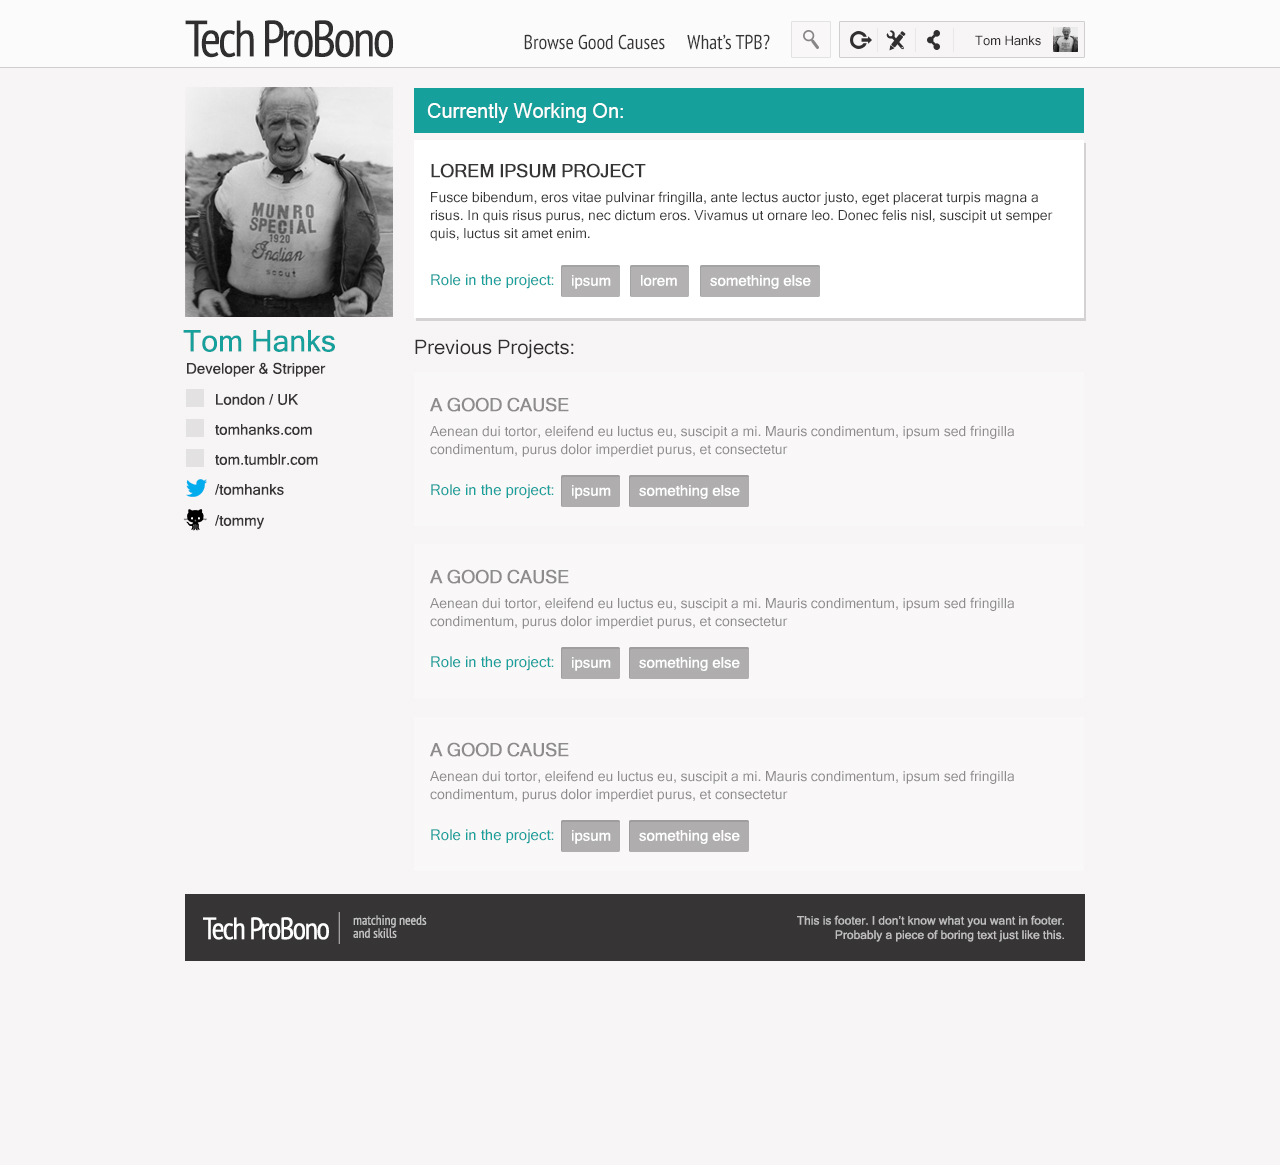 Tech ProBono
Browse Good Causes
What's TPB?
Tom Hanks
MUNRO
SPECIAL
1920
Indian
scout
Tom Hanks
Developer & Stripper
London / UK
tomhanks.com
tom.tumblr.com
/tomhanks
/tommy
Currently Working On:
LOREM IPSUM PROJECT
Fusce bibendum, eros vitae pulvinar fringilla, ante lectus auctor justo, eget placerat turpis magna a
risus. In quis risus purus, nec dictum eros. Vivamus ut ornare leo. Donec felis nisl, suscipit ut semper
quis, luctus sit amet enim.
Role in the project: ipsum lorem something else
Previous Projects:
A GOOD CAUSE
Aenean dui tortor, eleifend eu luctus eu, suscipit a mi. Mauris condimentum, ipsum sed fringilla
condimentum, purus dolor imperdiet purus, et consectetur
Role in the project: ipsum something else
A GOOD CAUSE
Aenean dui tortor, eleifend eu luctus eu, suscipit a mi. Mauris condimentum, ipsum sed fringilla
condimentum, purus dolor imperdiet purus, et consectetur
Role in the project: ipsum something else
A GOOD CAUSE
Aenean dui tortor, eleifend eu luctus eu, suscipit a mi. Mauris condimentum, ipsum sed fringilla
condimentum, purus dolor imperdiet purus, et consectetur
Role in the project: ipsum something else
Tech ProBono
matching needs
and skills
This is footer. I don't know what you want in footer.
Probably a piece of boring text just like this.